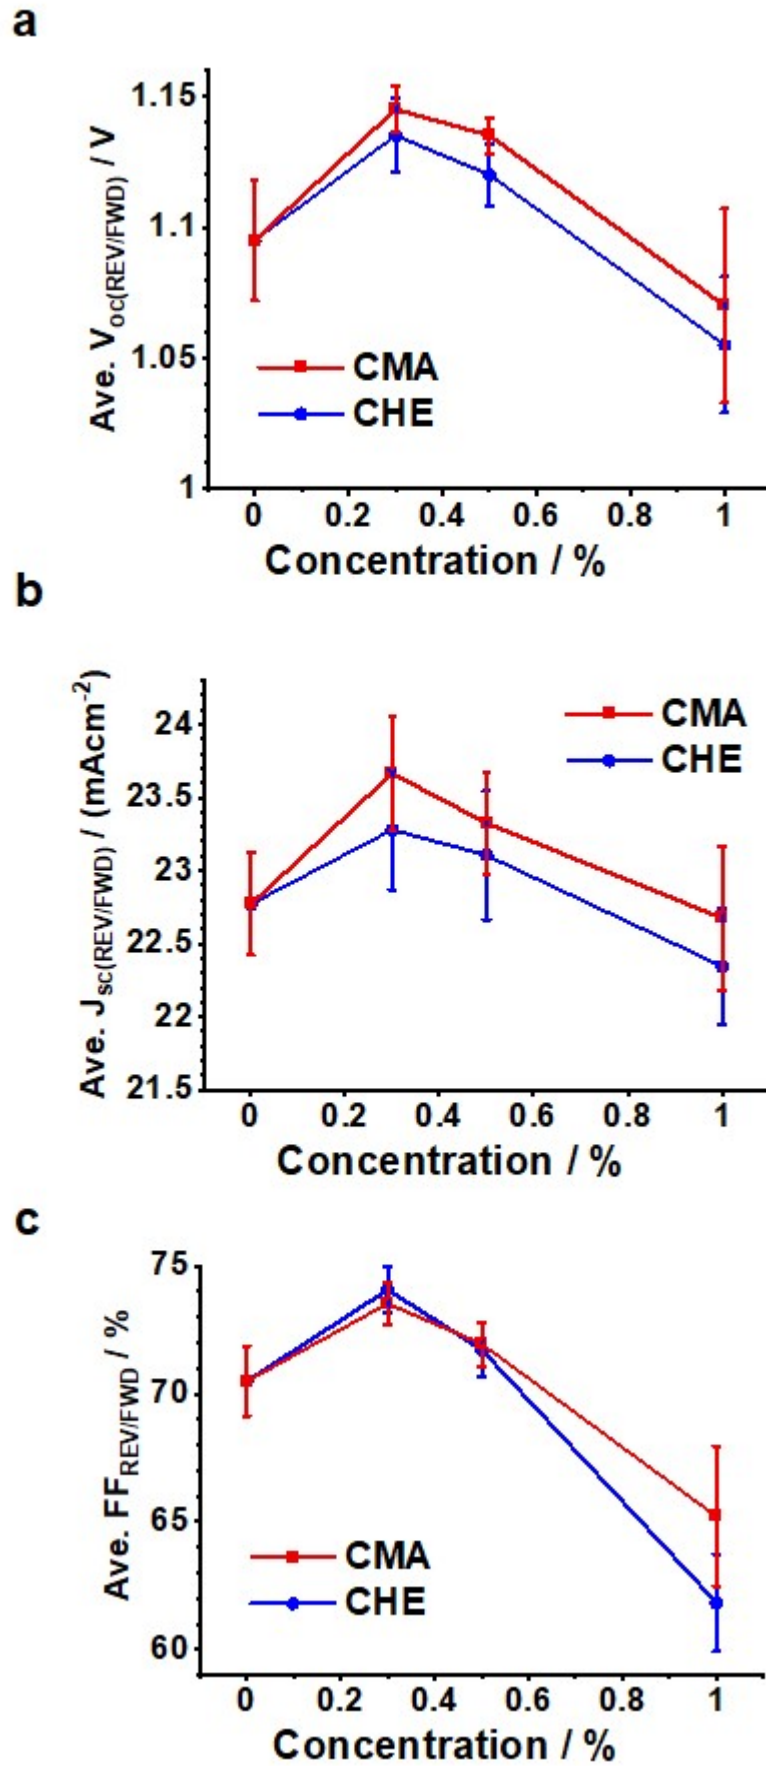 a
1.15
1.1
1.05
1
Ave. V_oc(REV/FWD) / V
CMA
CHE
0 0.2 0.4 0.6 0.8 1
Concentration / %
b
24
23.5
23
22.5
22
21.5
Ave. J_sc(REV/FWD) / (mAcm⁻²)
CMA
CHE
0 0.2 0.4 0.6 0.8 1
Concentration / %
c
75
70
65
60
Ave. FF_REV/FWD / %
CMA
CHE
0 0.2 0.4 0.6 0.8 1
Concentration / %